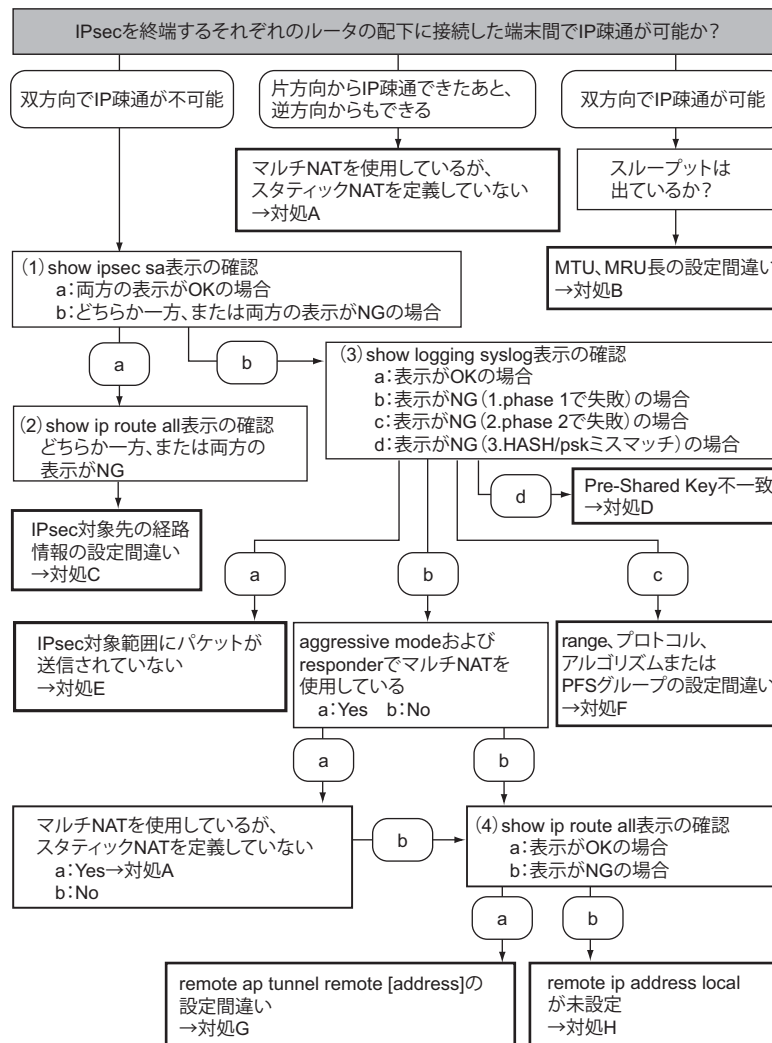 IPsecを終端するそれぞれのルータの配下に接続した端末間でIP疎通が可能か？
双方向でIP疎通が不可能
片方向からIP疎通できたあと、
逆方向からもできる
双方向でIP疎通が可能
マルチNATを使用しているが、
スタティックNATを定義していない
→対処A
スループットは
出ているか？
MTU、MRU長の設定間違い
→対処B
(1)show ipsec sa表示の確認
a：両方の表示がOKの場合
b：どちらか一方、または両方の表示がNGの場合
a
b
(3)show logging syslog表示の確認
a：表示がOKの場合
b：表示がNG（1.phase 1で失敗）の場合
c：表示がNG（2.phase 2で失敗）の場合
d：表示がNG（3.HASH/pskミスマッチ）の場合
(2)show ip route all表示の確認
どちらか一方、または両方の
表示がNG
d
Pre-Shared Key不一致
→対処D
IPsec対象先の経路
情報の設定間違い
→対処C
a
b
c
IPsec対象範囲にパケットが
送信されていない
→対処E
aggressive modeおよび
responderでマルチNATを
使用している
a：Yes b：No
range、プロトコル、
アルゴリズムまたは
PFSグループの設定間違い
→対処F
a
b
マルチNATを使用しているが、
スタティックNATを定義していない
a：Yes→対処A
b：No
b
(4)show ip route all表示の確認
a：表示がOKの場合
b：表示がNGの場合
a
b
remote ap tunnel remote [address]の
設定間違い
→対処G
remote ip address local
が未設定
→対処H